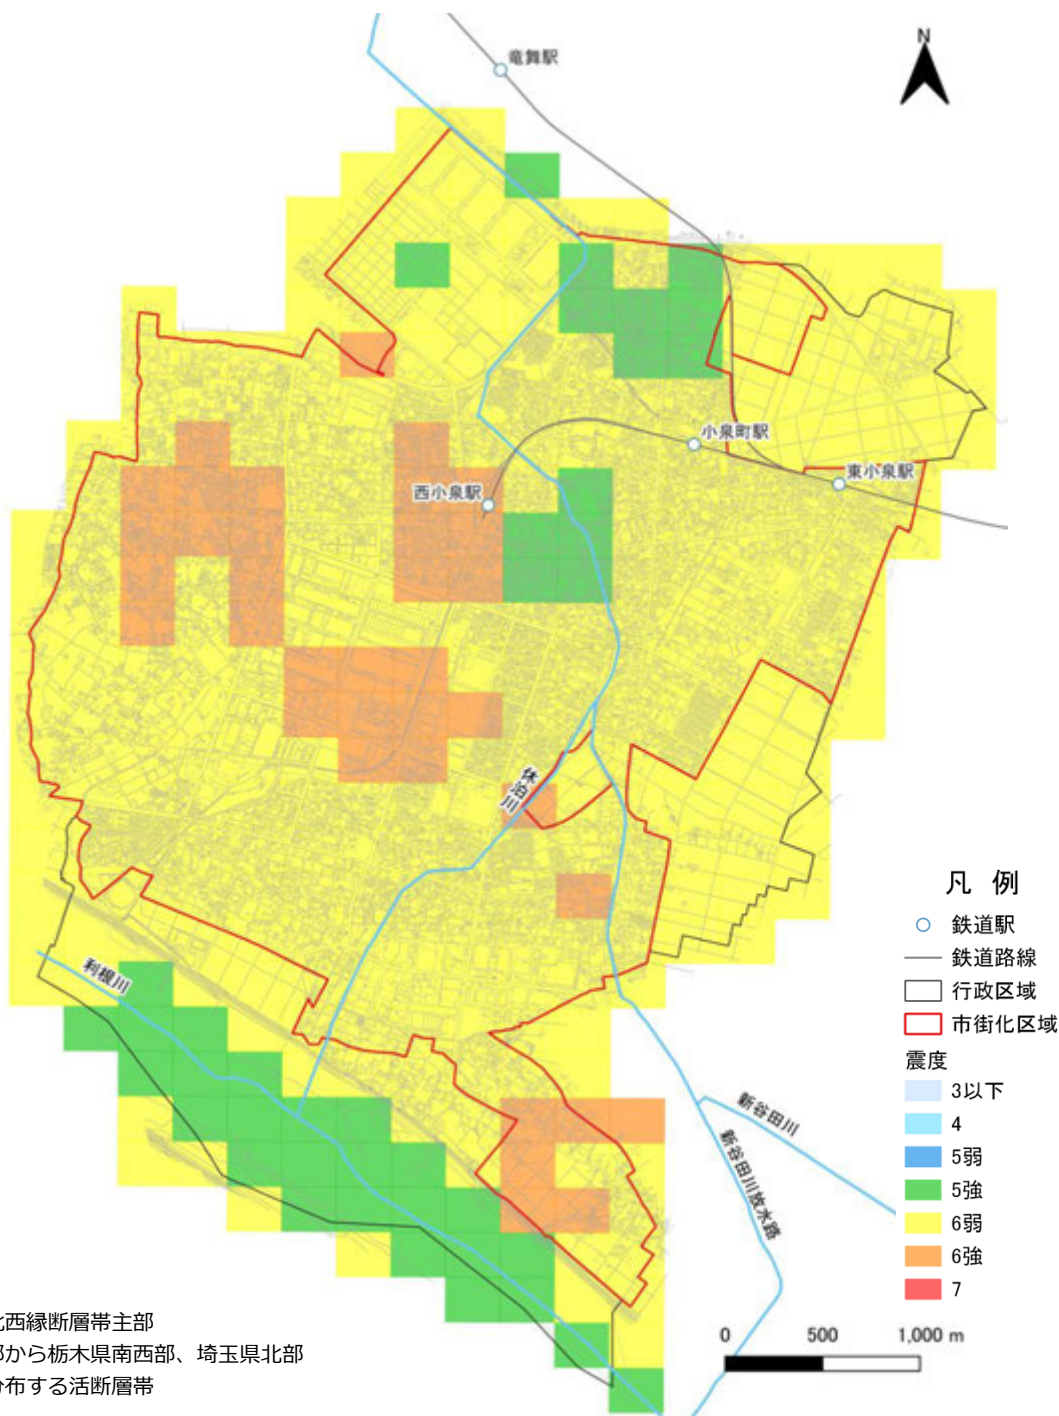 N
竜舞駅
小泉町駅
東小泉駅
西小泉駅
休泊川
利根川
新谷田川
新谷田川放水路
凡 例
鉄道駅
鉄道路線
行政区域
市街化区域
震度
3以下
4
5弱
5強
6弱
6強
7
0 500 1,000 m
西縁断層帯主部
から栃木県南西部、埼玉県北部
布する活断層帯